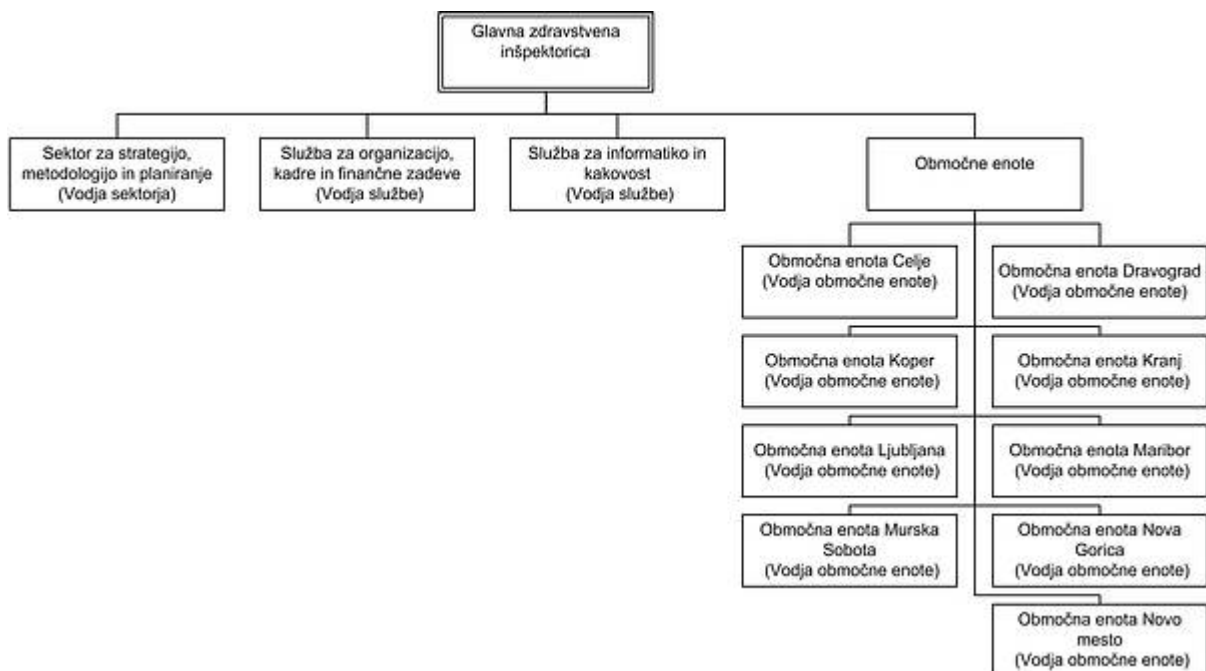 Glavna zdravstvena
inšpektorica
Sektor za strategijo,
metodologijo in planiranje
(Vodja sektorja)
Služba za organizacijo,
kadre in finančne zadeve
(Vodja službe)
Služba za informatiko in
kakovost
(Vodja službe)
Območne enote
Območna enota Celje
(Vodja območne enote)
Območna enota Dravograd
(Vodja območne enote)
Območna enota Koper
(Vodja območne enote)
Območna enota Kranj
(Vodja območne enote)
Območna enota Ljubljana
(Vodja območne enote)
Območna enota Maribor
(Vodja območne enote)
Območna enota Murska
Sobota
(Vodja območne enote)
Območna enota Nova
Gorica
(Vodja območne enote)
Območna enota Novo
mesto
(Vodja območne enote)